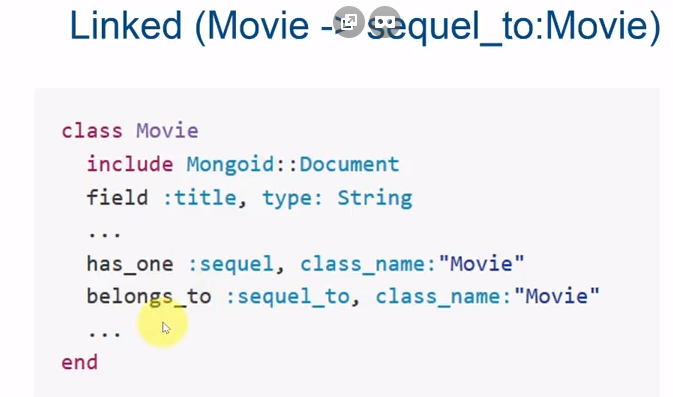 Linked (Movie -> sequel_to:Movie)
class Movie
include Mongoid::Document
field :title, type: String
...
has_one :sequel, class_name:"Movie"
belongs_to :sequel_to, class_name:"Movie"
...
end